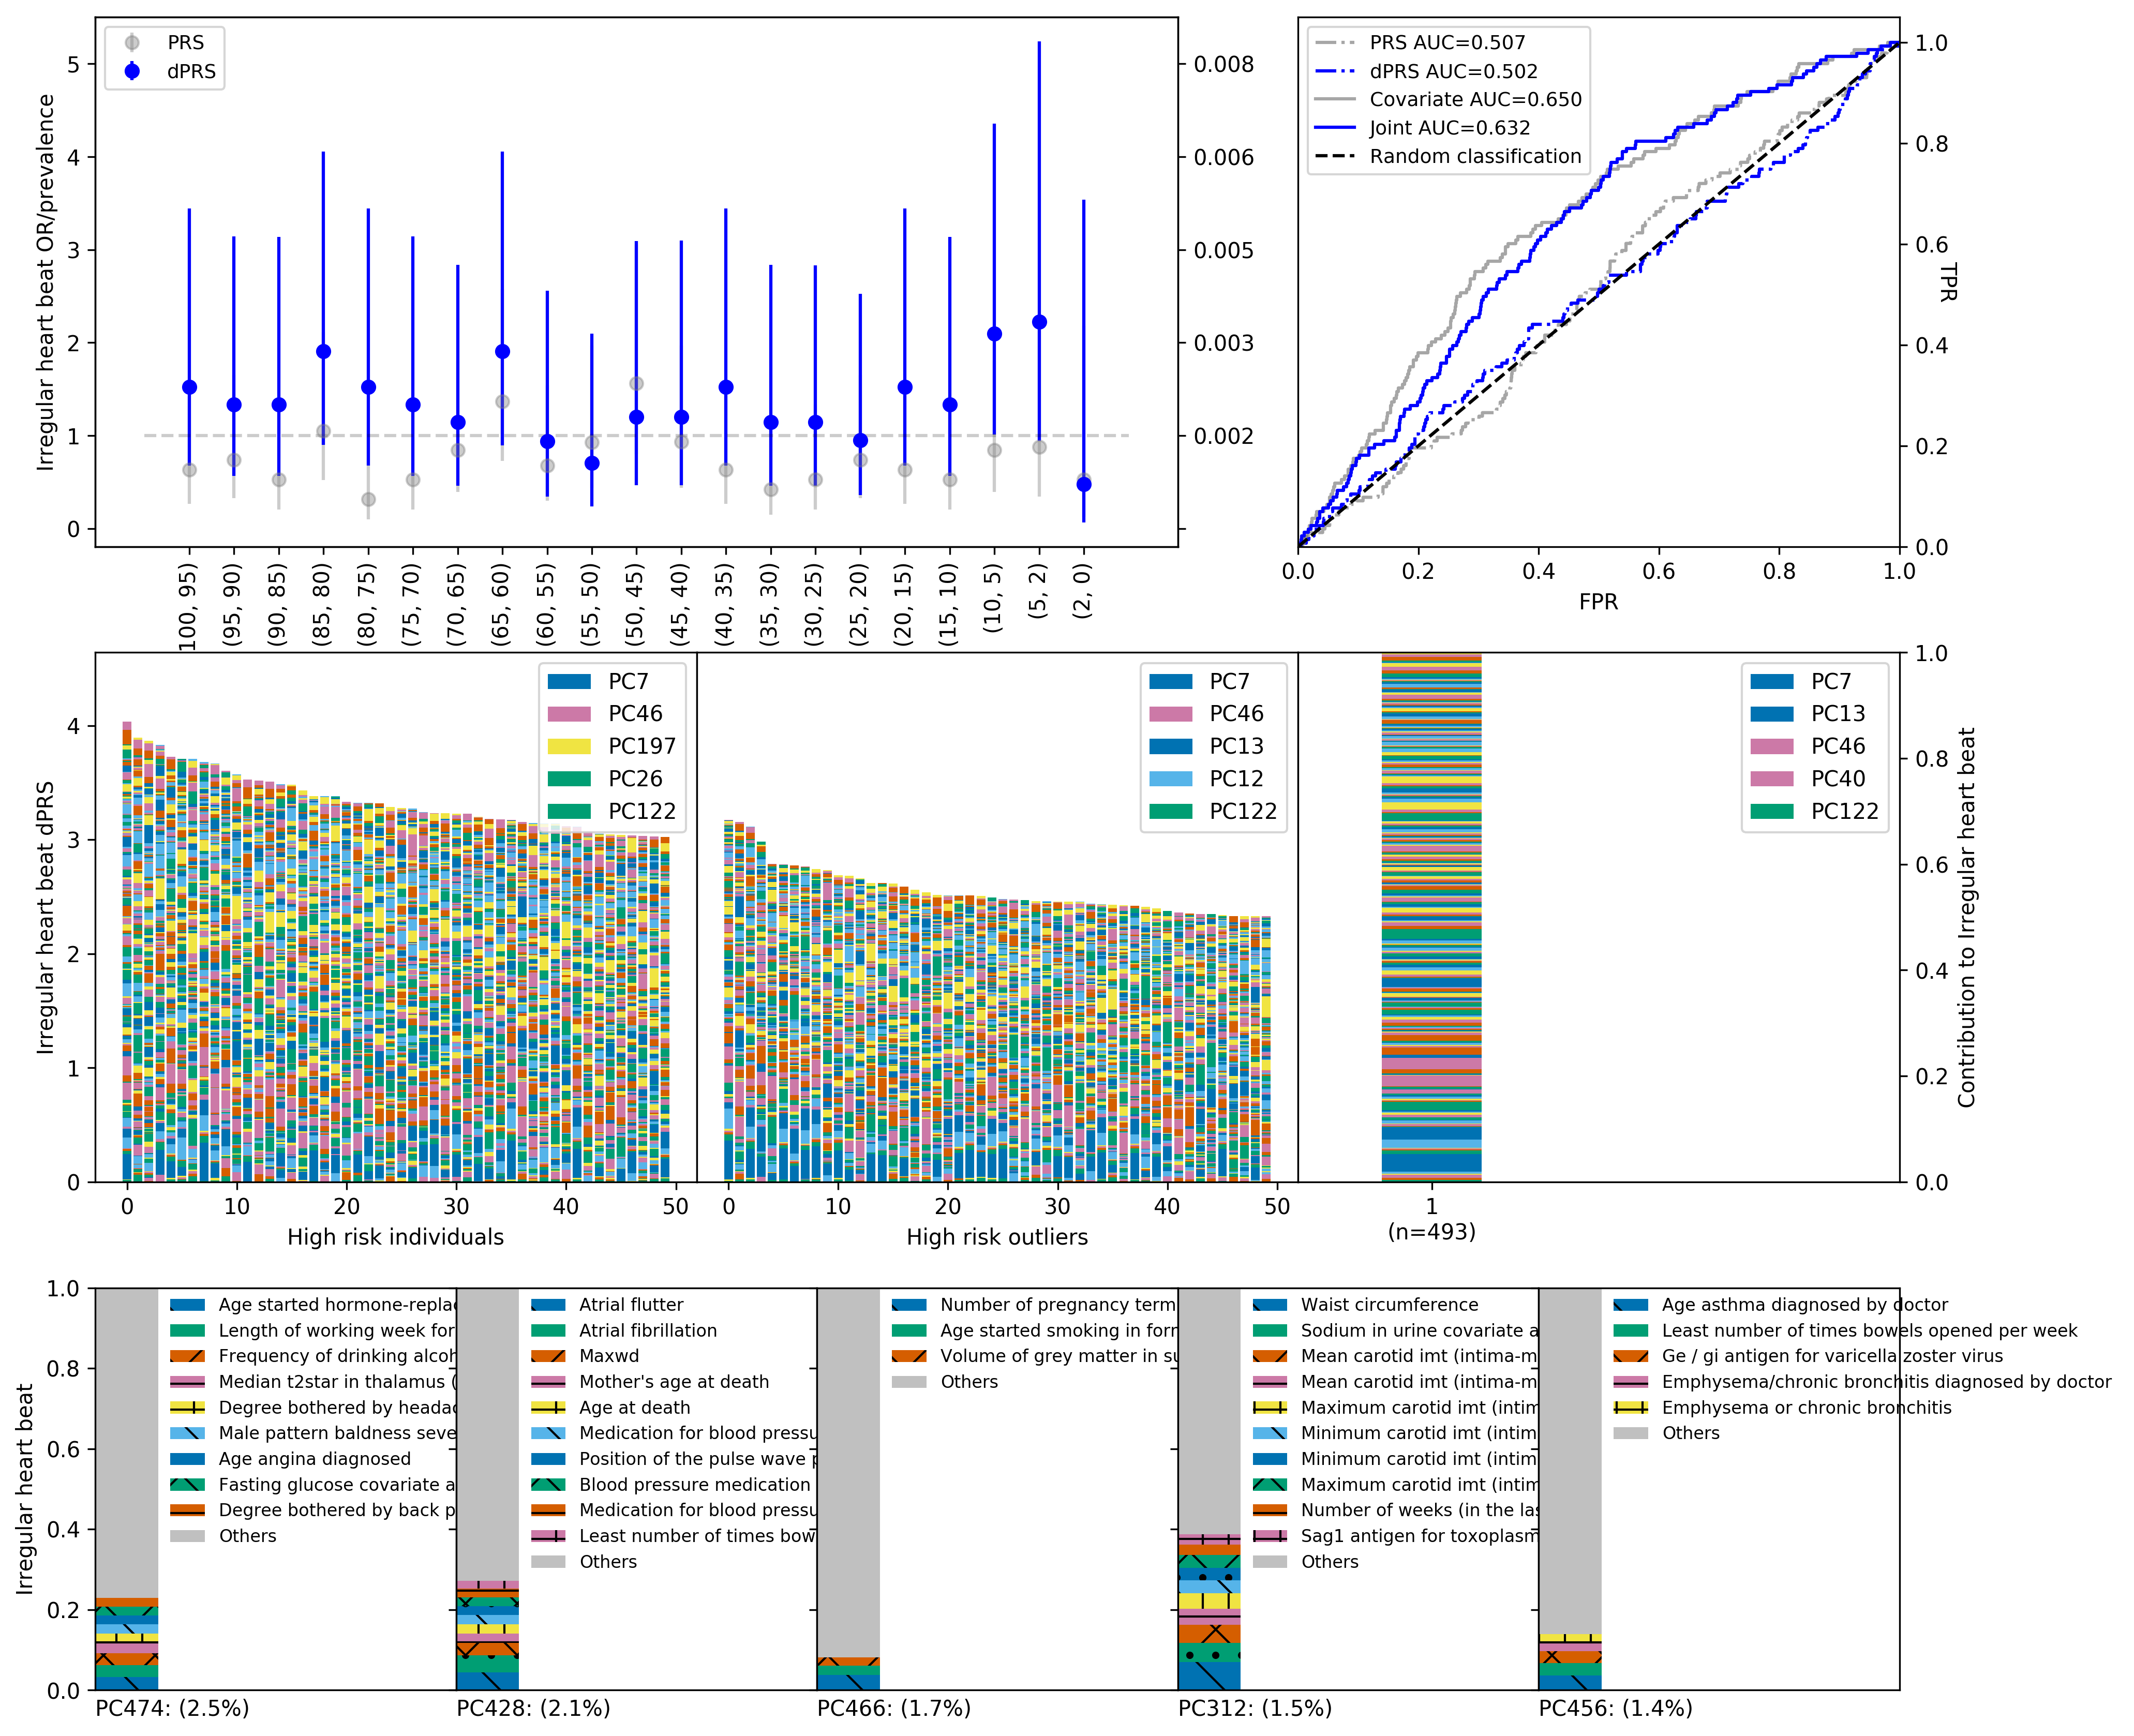 PRS
dPRS
Irregular heart beat OR/prevalence
5
4
3
2
1
0
0.008
0.006
0.005
0.003
0.002
100, 95)
(95, 90)
(90, 85)
(85, 80)
(80, 75)
(75, 70)
(70, 65)
(65, 60)
(60, 55)
(55, 50)
(50, 45)
(45, 40)
(40, 35)
(35, 30)
(30, 25)
(25, 20)
(20, 15)
(15, 10)
(10, 5)
(5, 2)
(2, 0)
PRS AUC=0.507
dPRS AUC=0.502
Covariate AUC=0.650
Joint AUC=0.632
Random classification
1.0
0.8
0.6
0.4
0.2
0.0
TPR
0.0 0.2 0.4 0.6 0.8 1.0
FPR
Irregular heart beat dPRS
4
3
2
1
0
PC7
PC46
PC197
PC26
PC122
0 10 20 30 40 50
High risk individuals
PC7
PC46
PC13
PC12
PC122
0 10 20 30 40 50
High risk outliers
PC7
PC13
PC46
PC40
PC122
1
(n=493)
1.0
0.8
0.6
0.4
0.2
0.0
Contribution to Irregular heart beat
Irregular heart beat
1.0
0.8
0.6
0.4
0.2
0.0
Age started hormone-replac
Length of working week for
Frequency of drinking alcoh
Median t2star in thalamus (
Degree bothered by headac
Male pattern baldness seve
Age angina diagnosed
Fasting glucose covariate a
Degree bothered by back p
Others
PC474: (2.5%)
Atrial flutter
Atrial fibrillation
Maxwd
Mother's age at death
Age at death
Medication for blood pressu
Position of the pulse wave p
Blood pressure medication
Medication for blood pressu
Least number of times bow
Others
PC428: (2.1%)
Number of pregnancy term
Age started smoking in forr
Volume of grey matter in su
Others
PC466: (1.7%)
Waist circumference
Sodium in urine covariate a
Mean carotid imt (intima-m
Mean carotid imt (intima-m
Maximum carotid imt (intim
Minimum carotid imt (intim
Minimum carotid imt (intim
Maximum carotid imt (intim
Number of weeks (in the las
Sag1 antigen for toxoplasm
Others
PC312: (1.5%)
Age asthma diagnosed by doctor
Least number of times bowels opened per week
Ge / gi antigen for varicella zoster virus
Emphysema/chronic bronchitis diagnosed by doctor
Emphysema or chronic bronchitis
Others
PC456: (1.4%)